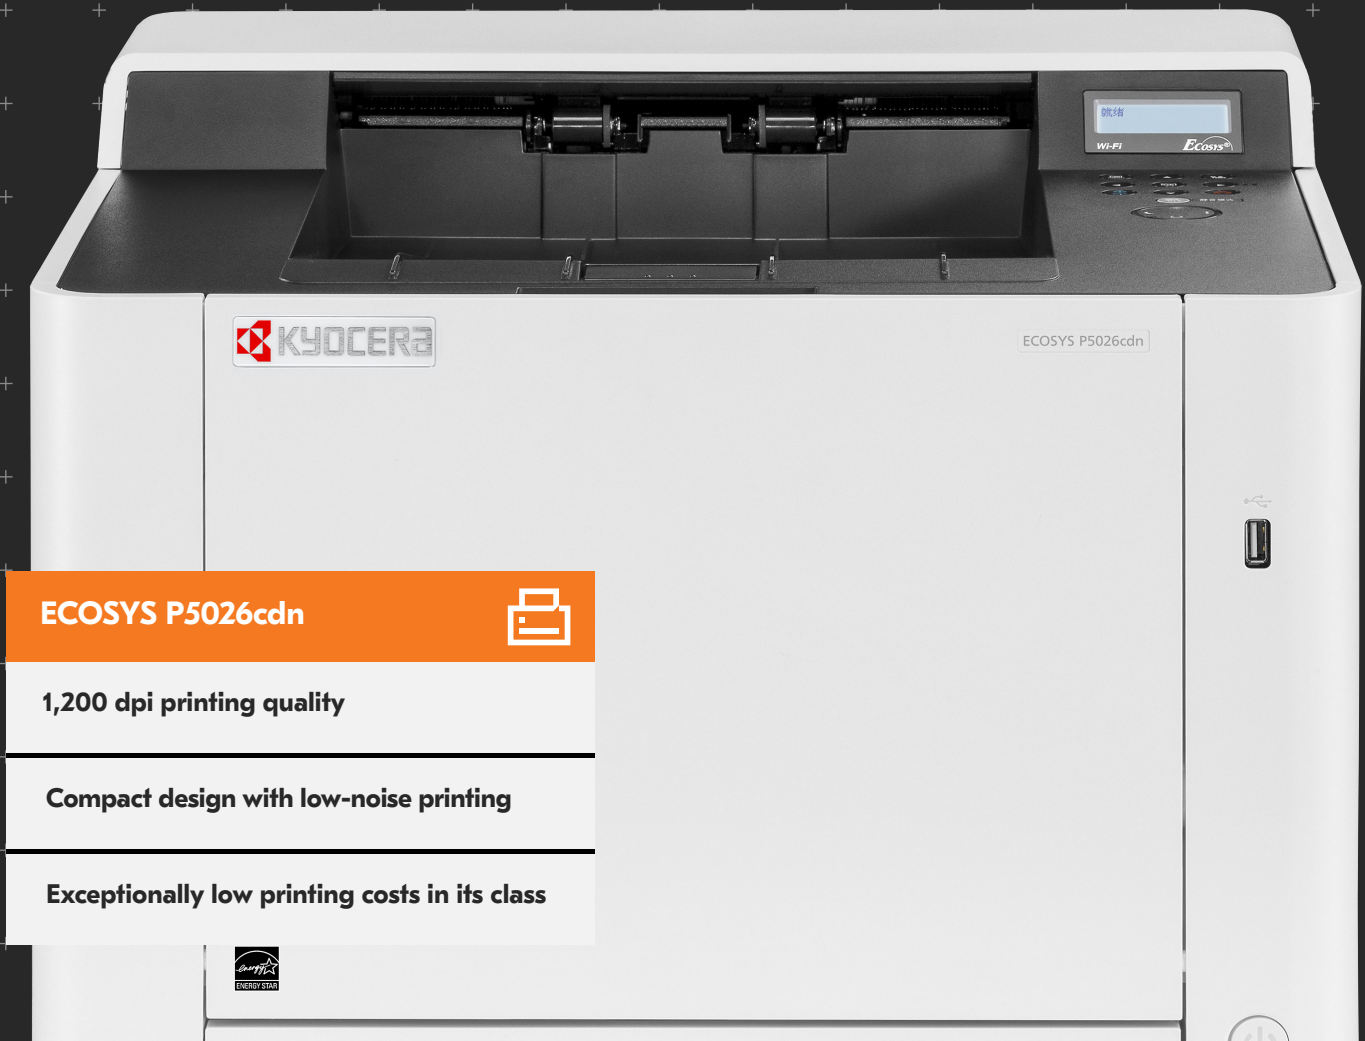 就绪
Wi-Fi
ECOSYS®
KYOCERA
ECOSYS P5026cdn
ECOSYS P5026cdn
1,200 dpi printing quality
Compact design with low-noise printing
Exceptionally low printing costs in its class
energy
ENERGY STAR